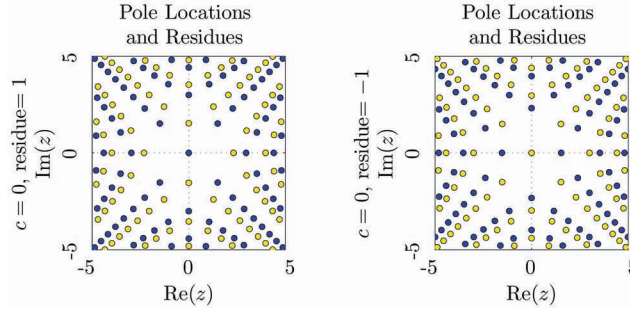 Pole Locations
and Residues
c = 0, residue= 1
Im(z)
5
0
-5
-5
0
5
Re(z)
Pole Locations
and Residues
c = 0, residue= −1
Im(z)
5
0
-5
-5
0
5
Re(z)